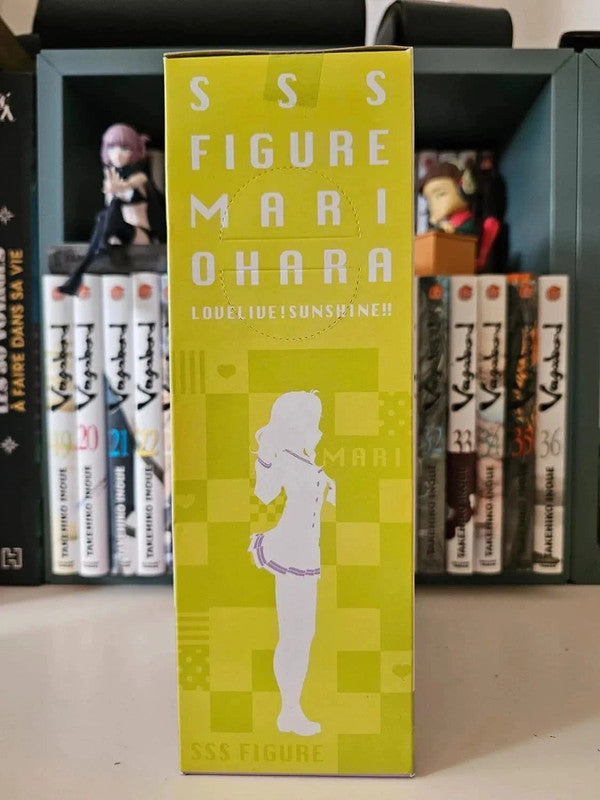 S S S
FIGURE
MARI
OHARA
LOVELIVE!SUNSHINE!!
MARI
SSS FIGURE
À FAIRE DANS SA VIE
Vagabond
19
TAKEHIKO INOUE
Vagabond
20
TAKEHIKO INOUE
Vagabond
21
TAKEHIKO INOUE
Vagabond
22
TAKEHIKO INOUE
32
TAKEHIKO INOUE
Vagabond
33
TAKEHIKO INOUE
Vagabond
34
TAKEHIKO INOUE
Vagabond
35
Vagabond
36
TAKEHIKO INOUE